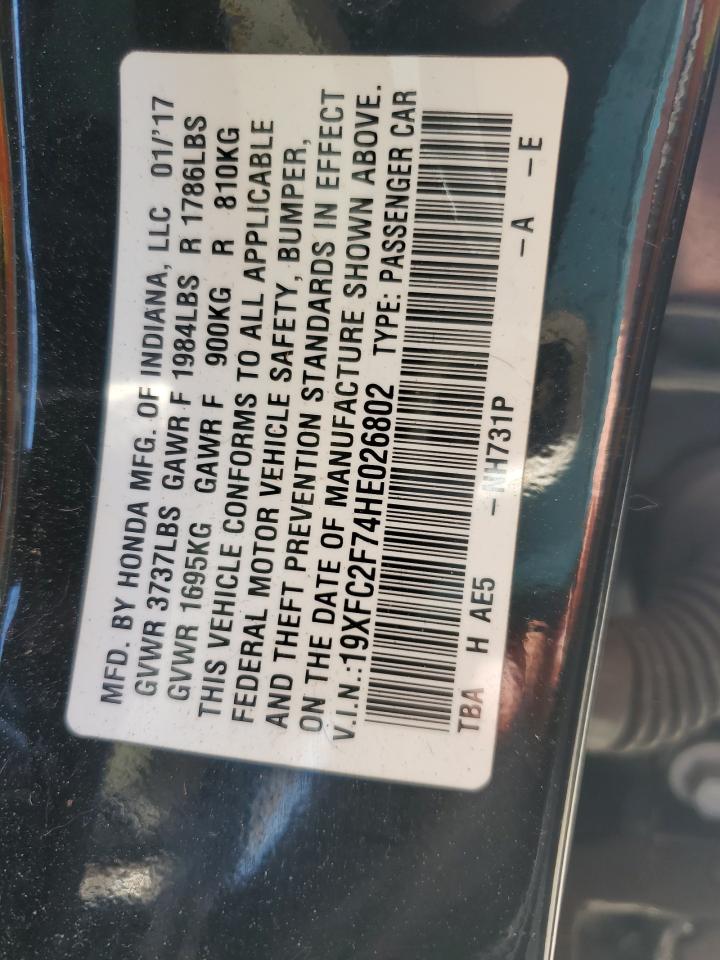 MFD. BY HONDA MFG. OF INDIANA, LLC 01/'17
GVWR 3737LBS GAWR F 1984LBS R 1786LBS
GVWR 1695KG GAWR F 900KG R 810KG
THIS VEHICLE CONFORMS TO ALL APPLICABLE
FEDERAL MOTOR VEHICLE SAFETY, BUMPER,
AND THEFT PREVENTION STANDARDS IN EFFECT
ON THE DATE OF MANUFACTURE SHOWN ABOVE.
V.I.N.:19XFC2F74HE026802 TYPE: PASSENGER CAR
TBA H AE5 -NH731P -A -E